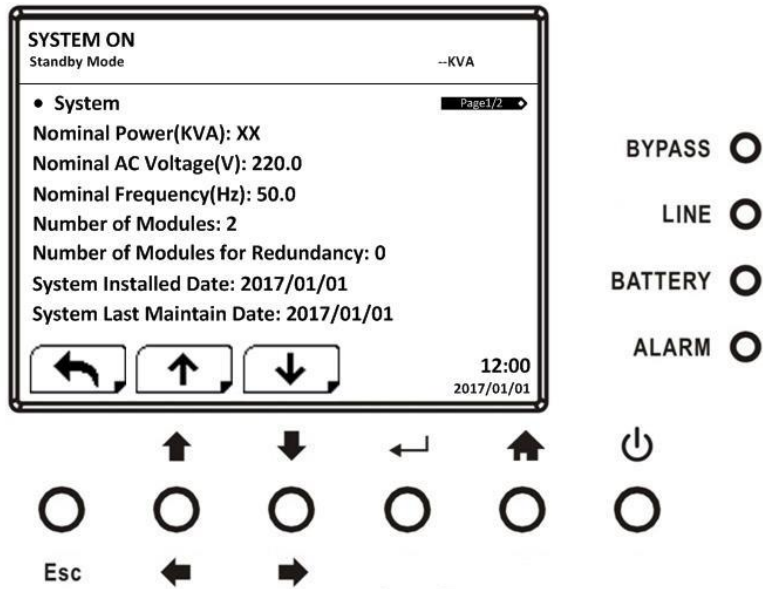 SYSTEM ON
Standby Mode --KVA
• System Page1/2
Nominal Power(KVA): XX
Nominal AC Voltage(V): 220.0
Nominal Frequency(Hz): 50.0
Number of Modules: 2
Number of Modules for Redundancy: 0
System Installed Date: 2017/01/01
System Last Maintain Date: 2017/01/01
12:00
2017/01/01
BYPASS
LINE
BATTERY
ALARM
Esc